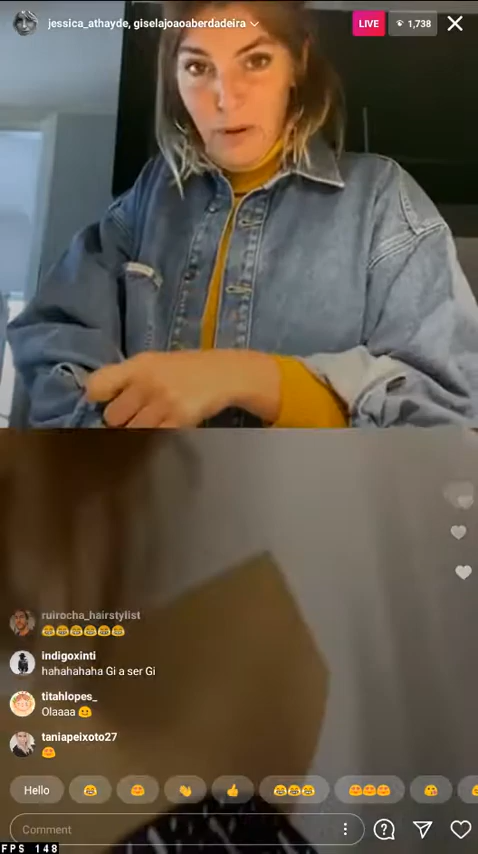 jessica_athayde, giselajoaoaberdadeira
LIVE
1,738
ruirocha_hairstylist
indigoxinti
hahahahaha Gi a ser Gi
titahlopes_
Olaaaa
taniapeixoto27
Hello
Comment
FPS 148